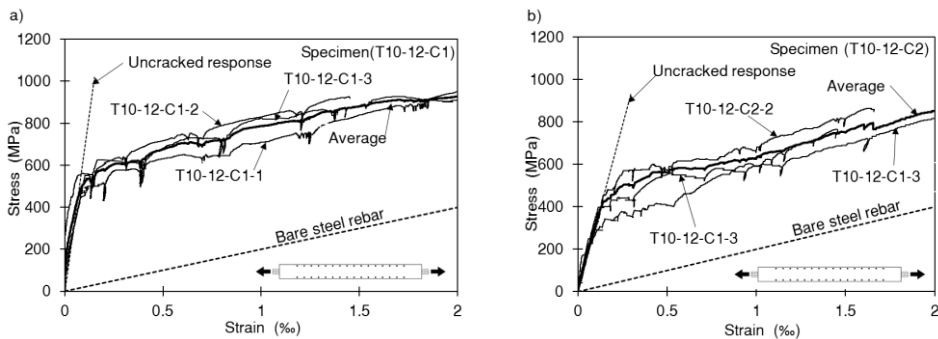 a)
1200
1000
800
600
400
200
0
Stress (MPa)
Specimen(T10-12-C1)
Uncracked response
T10-12-C1-3
T10-12-C1-2
Average
T10-12-C1-1
Bare steel rebar
0 0.5 1 1.5 2
Strain (‰)
b)
1200
1000
800
600
400
200
0
Stress (MPa)
Specimen (T10-12-C2)
Uncracked response
Average
T10-12-C2-2
T10-12-C1-3
T10-12-C1-3
Bare steel rebar
0 0.5 1 1.5 2
Strain (‰)